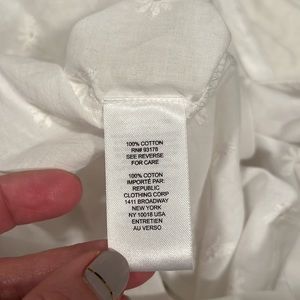 100% COTTON
RN# 93178
SEE REVERSE
FOR CARE
100% COTON
IMPORTÉ PAR:
REPUBLIC
CLOTHING CORP
1411 BROADWAY
NEW YORK
NY 10018 USA
ENTRETIEN
AU VERSO